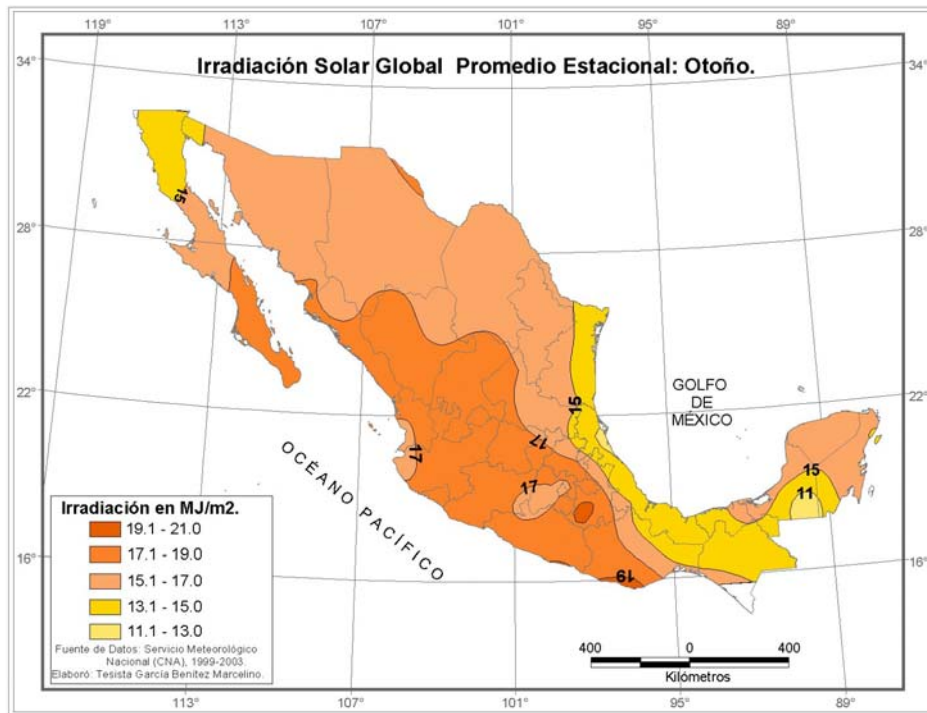 119° 113° 107° 101° 95° 89°
34° 34°
Irradiación Solar Global Promedio Estacional: Otoño.
15
28° 28°
GOLFO
DE
MÉXICO
15
22° 22°
17
17
OCÉANO PACÍFICO
15
17
11
Irradiación en MJ/m2.
19.1 - 21.0
17.1 - 19.0
15.1 - 17.0
13.1 - 15.0
11.1 - 13.0
16° 16°
19
Fuente de Datos: Servicio Meteorológico
Nacional (CNA), 1999-2003.
Elaboró: Tesista García Benítez Marcelino.
400 0 400
Kilómetros
113° 107° 101° 95° 89°